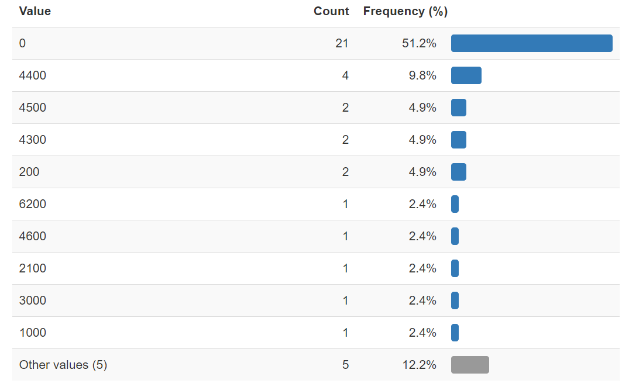 Value Count Frequency (%)
0 21 51.2%
4400 4 9.8%
4500 2 4.9%
4300 2 4.9%
200 2 4.9%
6200 1 2.4%
4600 1 2.4%
2100 1 2.4%
3000 1 2.4%
1000 1 2.4%
Other values (5) 5 12.2%